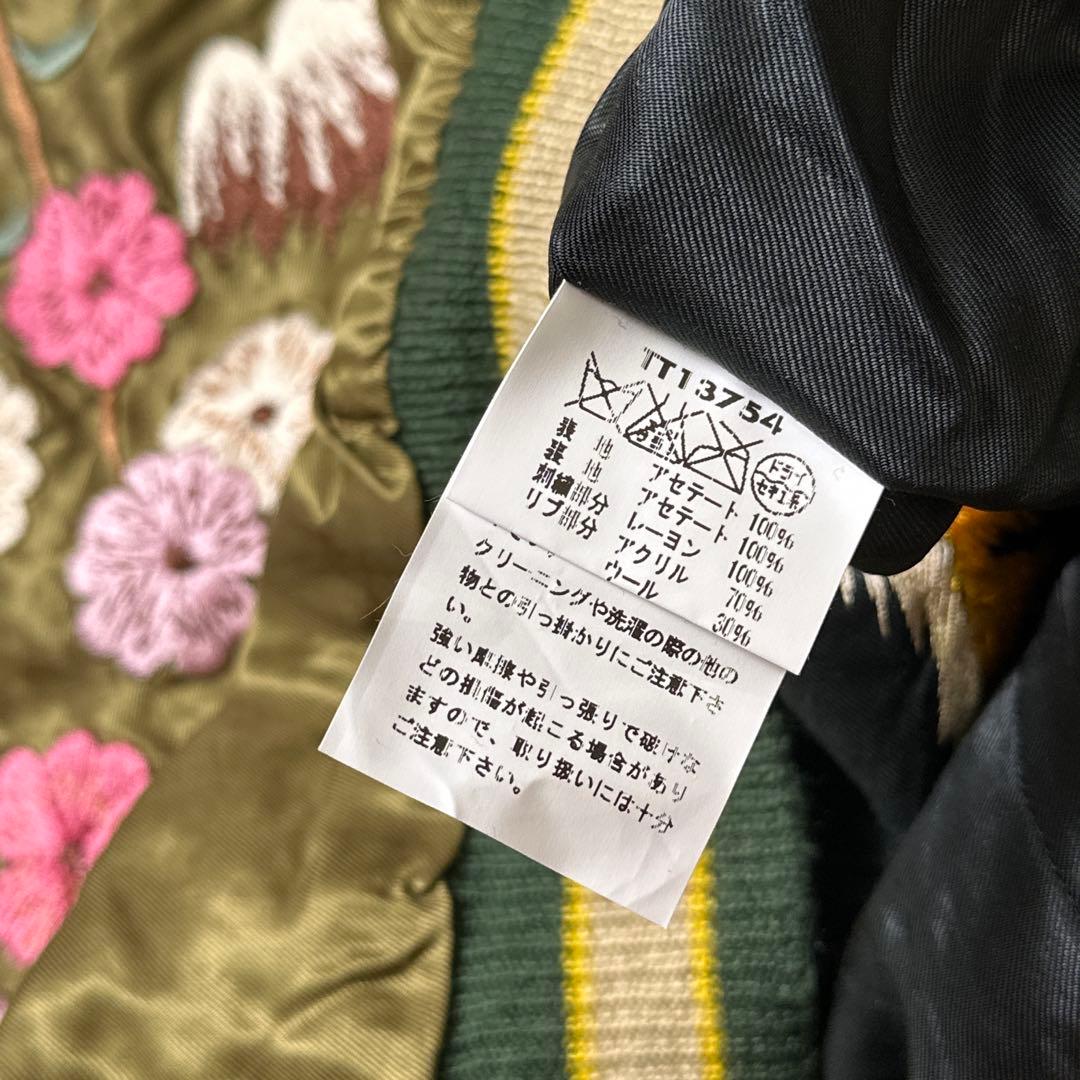 TT13754
ドライ
セキユ系
表 地 アセテート 100%
裏 地 アセテート 100%
刺繍部分 レーヨン 100%
リブ部分 アクリル 70%
ウール 30%
クリーニングや洗濯の際の他の
物との引っ掛かりにご注意下さ
い。
強い摩擦や引っ張りで破けな
どの損傷が起こる場合があり
ますので、取り扱いには十分
ご注意下さい。